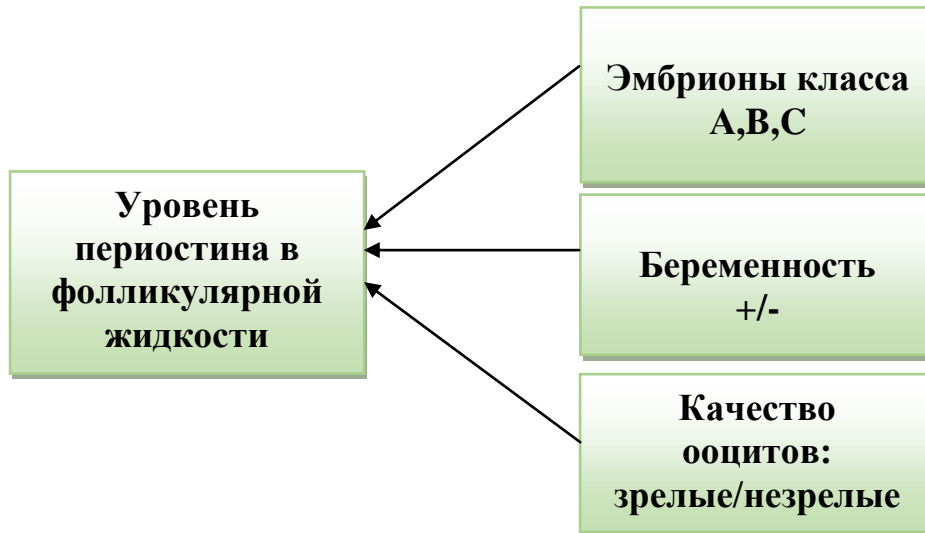 Уровень
периостина в
фолликулярной
жидкости
Эмбрионы класса
A,B,C
Беременность
+/-
Качество
ооцитов:
зрелые/незрелые